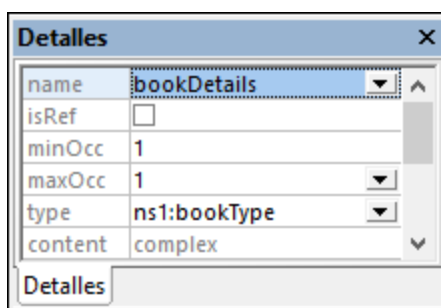 Detalles
name bookDetails
isRef
minOcc 1
maxOcc 1
type ns1:bookType
content complex
Detalles